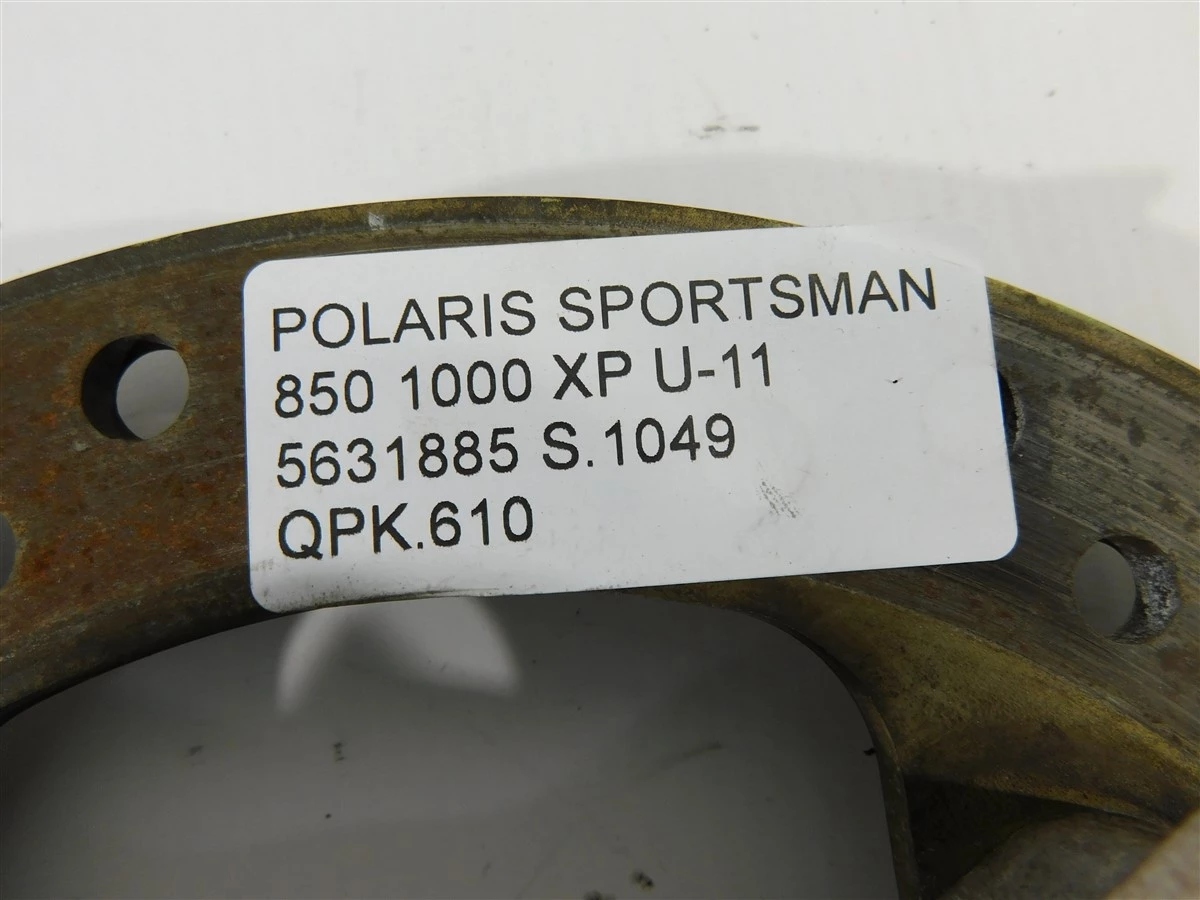 POLARIS SPORTSMAN
850 1000 XP U-11
5631885 S.1049
QPK.610